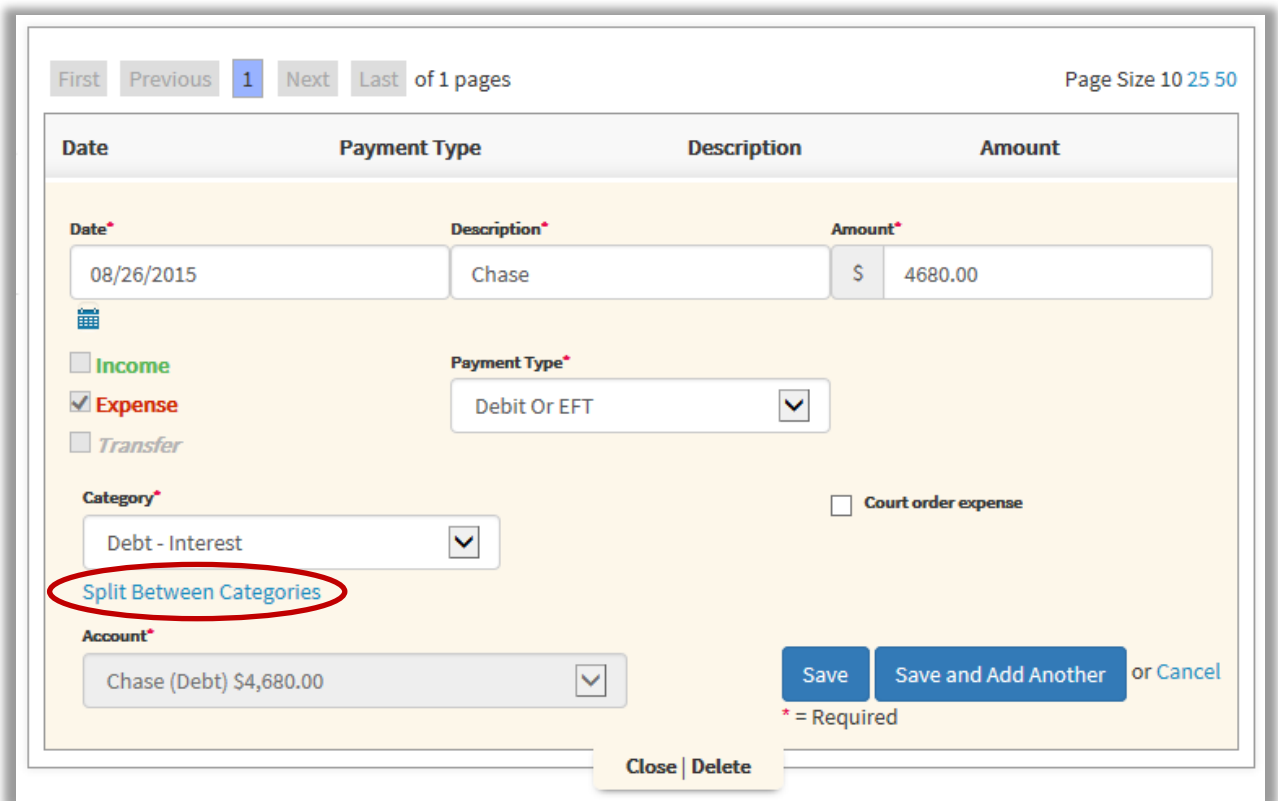 First Previous 1 Next Last of 1 pages Page Size 10 25 50
Date Payment Type Description Amount
Date* Description* Amount*
08/26/2015 Chase $ 4680.00
Income Payment Type*
Expense Debit Or EFT
Transfer
Category* Court order expense
Debt - Interest
Split Between Categories
Account*
Chase (Debt) $4,680.00 Save Save and Add Another or Cancel
* = Required
Close | Delete